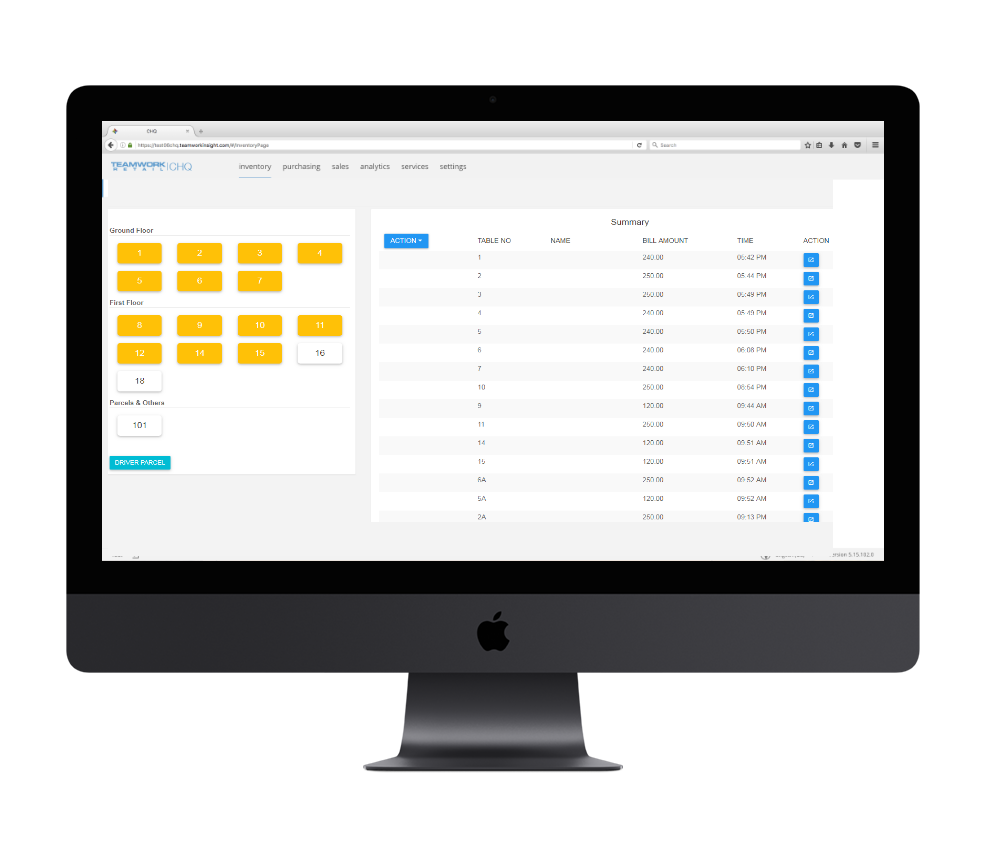 CHQ
https://test98chq.teamworkinsight.com/#/InventoryPage
Search
TEAMWORK RETAIL | CHQ
inventory purchasing sales analytics services settings
Ground Floor
1 2 3 4
5 6 7
First Floor
8 9 10 11
12 14 15 16
18
Parcels & Others
101
DRIVER PARCEL
Summary
ACTION TABLE NO NAME BILL AMOUNT TIME ACTION
1 240.00 05:42 PM
2 250.00 05:44 PM
3 250.00 05:49 PM
4 240.00 05:49 PM
5 240.00 05:50 PM
6 240.00 06:08 PM
7 240.00 06:10 PM
10 250.00 08:54 PM
9 120.00 09:44 AM
11 250.00 09:50 AM
14 120.00 09:51 AM
15 120.00 09:51 AM
6A 250.00 09:52 AM
5A 120.00 09:52 AM
2A 250.00 09:13 PM
5.15.102.0